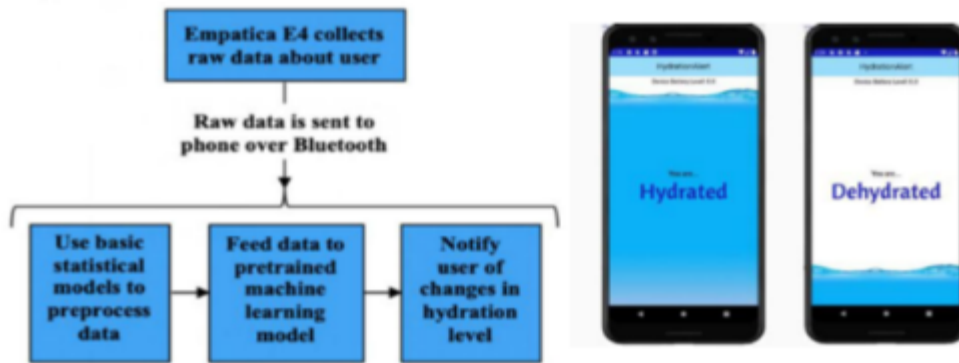 Empatica E4 collects
raw data about user
Raw data is sent to
phone over Bluetooth
Use basic
statistical
models to
preprocess
data
Feed data to
pretrained
machine
learning
model
Notify
user of
changes in
hydration
level
HydrationAlert
You are...
Hydrated
HydrationAlert
You are...
Dehydrated